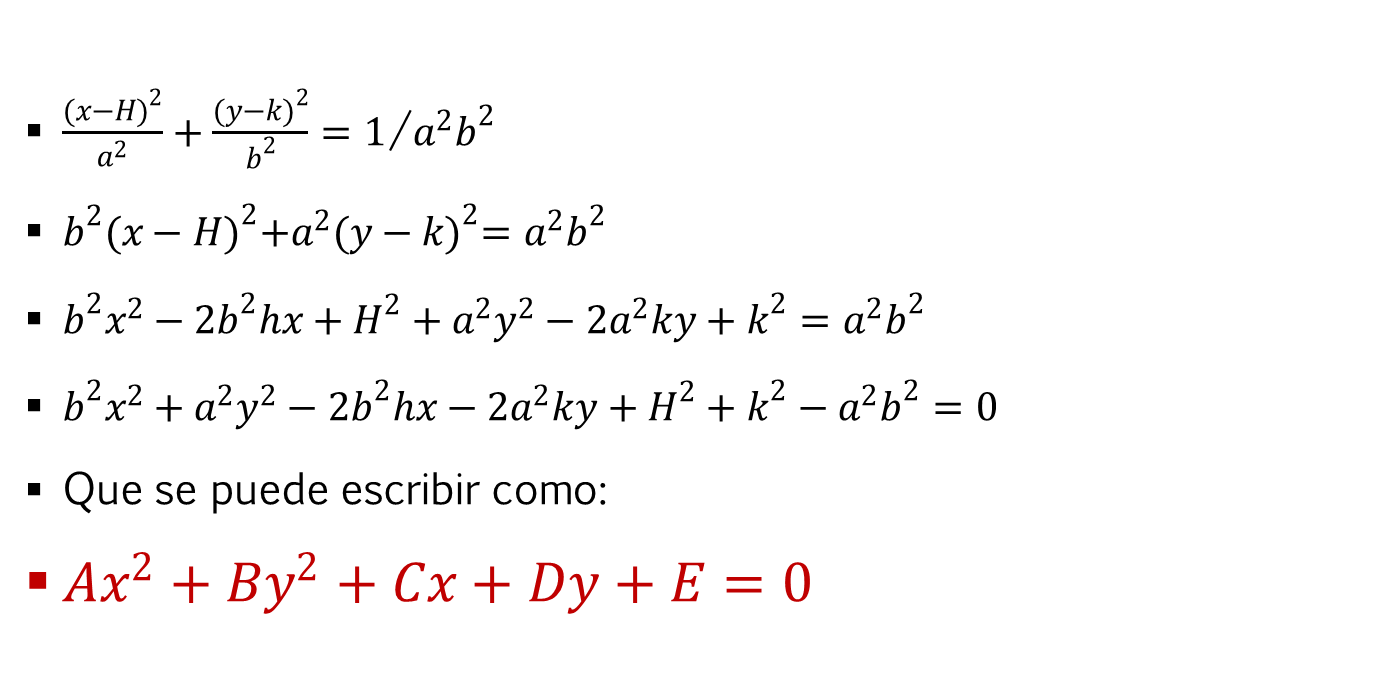 ▪ (x−H)²/a² + (y−k)²/b² = 1/a²b²
▪ b²(x − H)²+a²(y − k)²= a²b²
▪ b²x² − 2b²hx + H² + a²y² − 2a²ky + k² = a²b²
▪ b²x² + a²y² − 2b²hx − 2a²ky + H² + k² − a²b² = 0
▪ Que se puede escribir como:
▪ Ax² + By² + Cx + Dy + E = 0